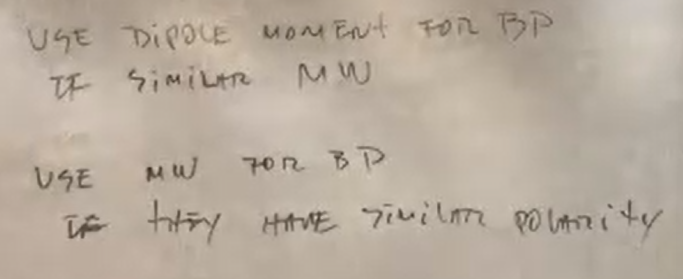 USE DIPOLE MOMENT FOR BP
IF SIMILAR MW
USE MW FOR BP
IF THEY HAVE SIMILAR POLARITY